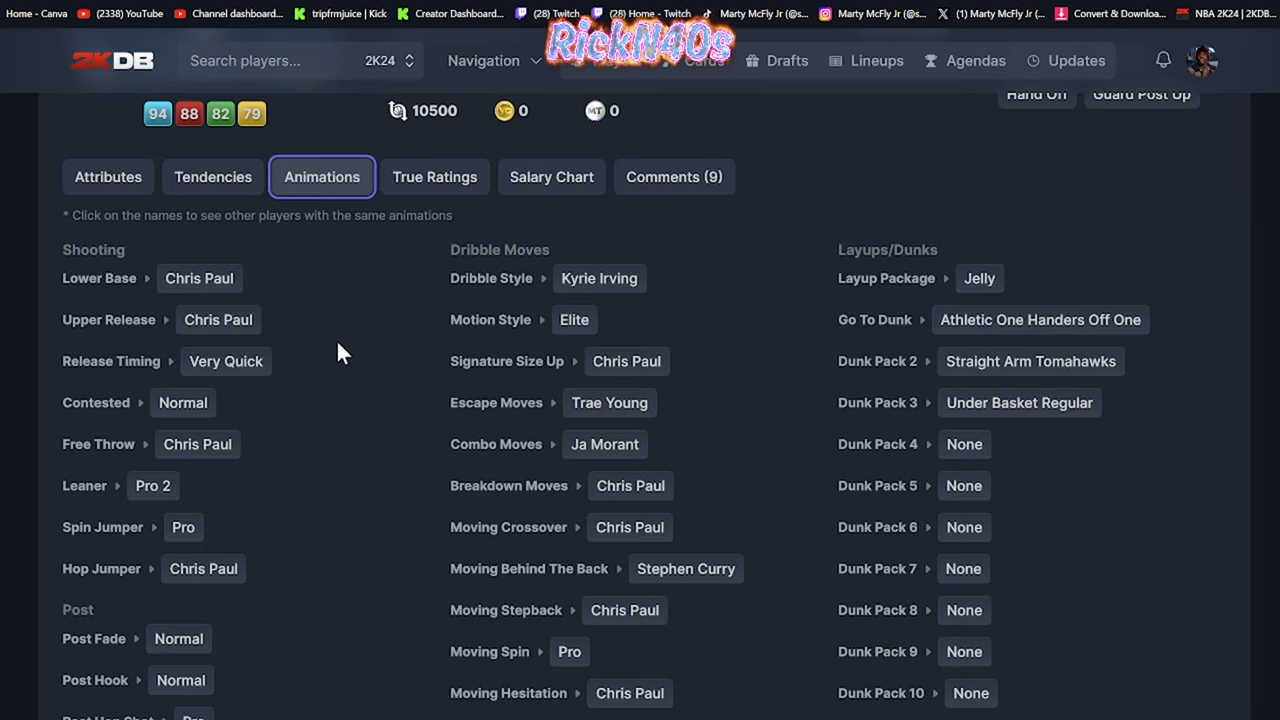 Home - Canva (2338) YouTube Channel dashboard... tripfrmjuice | Kick Creator Dashboard... (28) Twitch (28) Home - Twitch Marty McFly Jr (@s... Marty McFly Jr (@... (1) Marty McFly Jr (... Convert & Downloa... NBA 2K24 | 2KDB...
RickN4Os
2KDB Search players... 2K24 Navigation Cards Drafts Lineups Agendas Updates
94 88 82 79 10500 0 MT 0 Hand Off Guard Post Up
Attributes Tendencies Animations True Ratings Salary Chart Comments (9)
* Click on the names to see other players with the same animations
Shooting Dribble Moves Layups/Dunks
Lower Base Chris Paul Dribble Style Kyrie Irving Layup Package Jelly
Upper Release Chris Paul Motion Style Elite Go To Dunk Athletic One Handers Off One
Release Timing Very Quick Signature Size Up Chris Paul Dunk Pack 2 Straight Arm Tomahawks
Contested Normal Escape Moves Trae Young Dunk Pack 3 Under Basket Regular
Free Throw Chris Paul Combo Moves Ja Morant Dunk Pack 4 None
Leaner Pro 2 Breakdown Moves Chris Paul Dunk Pack 5 None
Spin Jumper Pro Moving Crossover Chris Paul Dunk Pack 6 None
Hop Jumper Chris Paul Moving Behind The Back Stephen Curry Dunk Pack 7 None
Post Moving Stepback Chris Paul Dunk Pack 8 None
Post Fade Normal Moving Spin Pro Dunk Pack 9 None
Post Hook Normal Moving Hesitation Chris Paul Dunk Pack 10 None
Post Hop Shot Pro